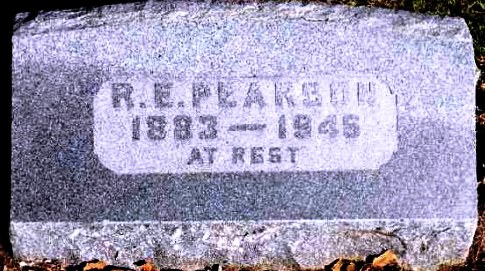 R.E. PEARSON
1883 — 1945
AT REST